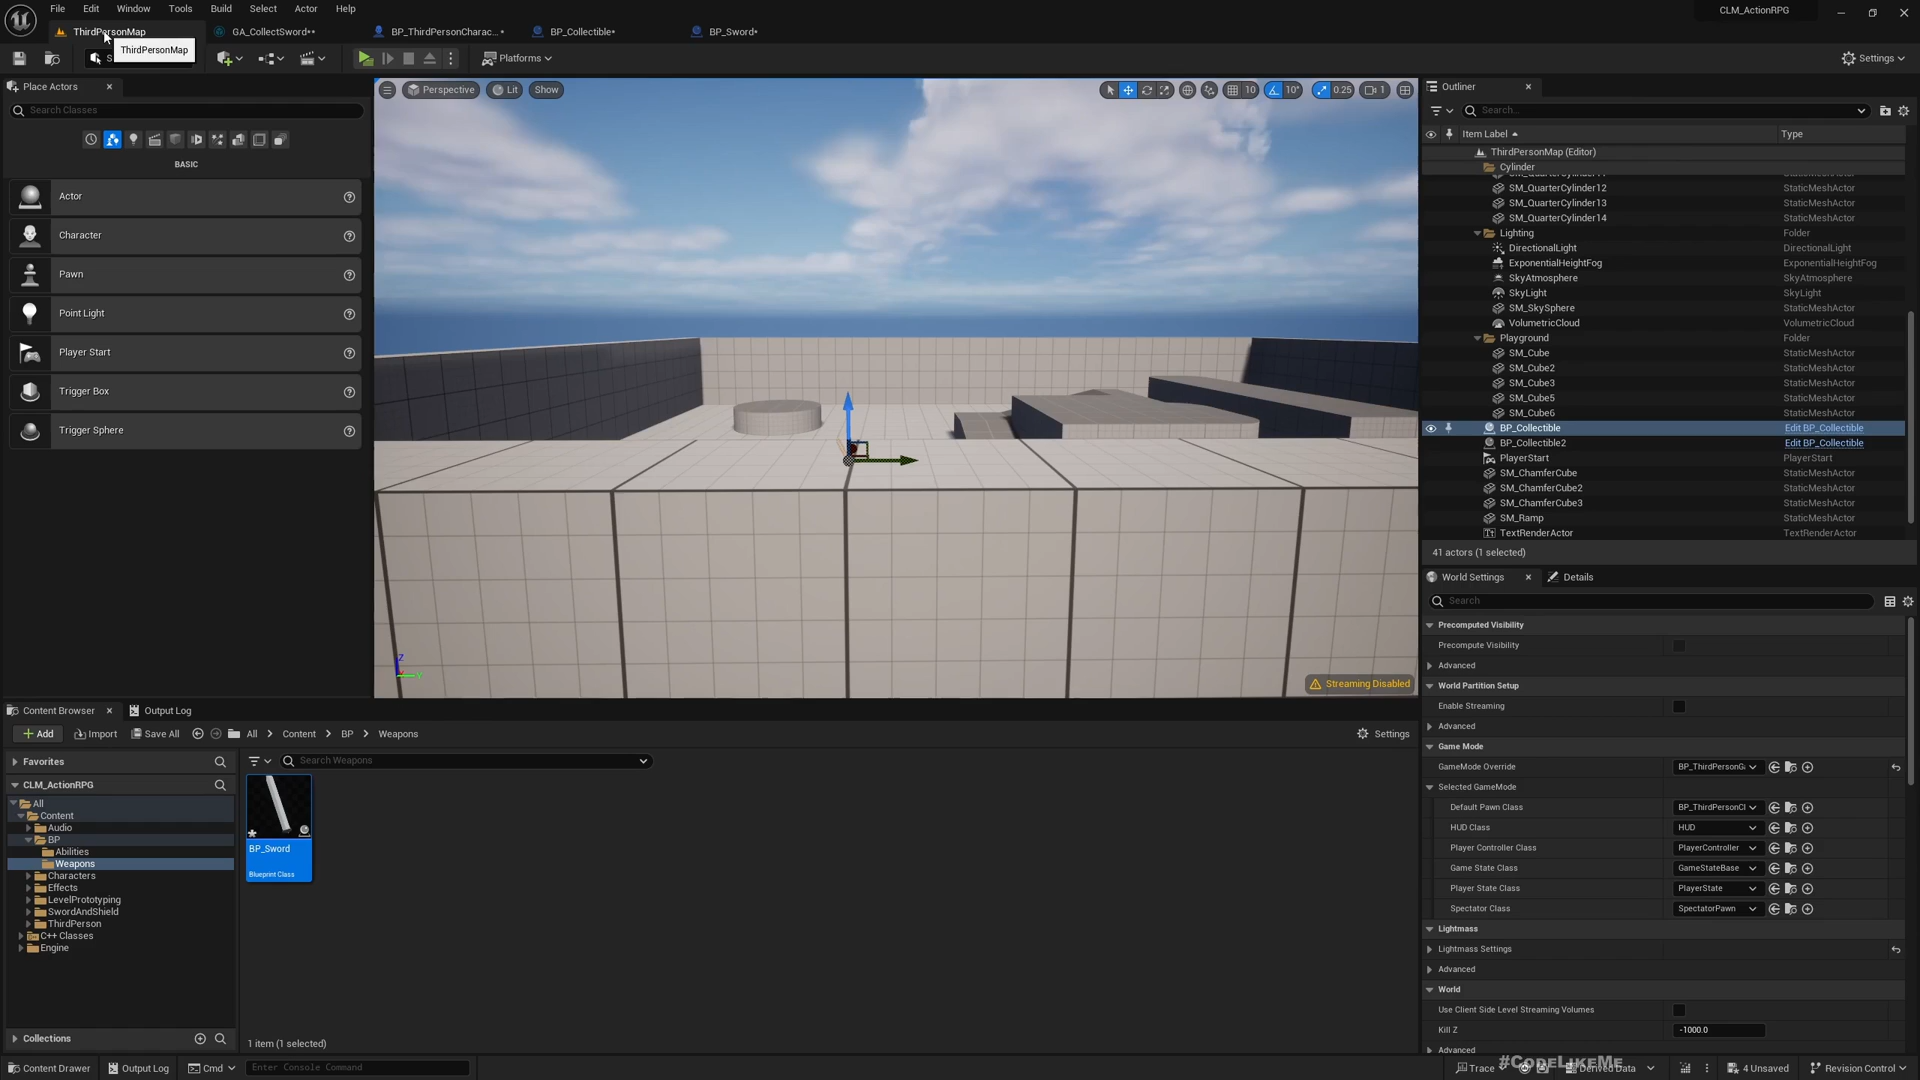 File Edit Window Tools Build Select Actor Help
CLM_ActionRPG
ThirdPersonMap
GA_CollectSword•
BP_ThirdPersonCharac...•
BP_Collectible•
BP_Sword•
ThirdPersonMap
Platforms
Settings
Place Actors
Search Classes
BASIC
Actor
Character
Pawn
Point Light
Player Start
Trigger Box
Trigger Sphere
Perspective Lit Show
10 10° 0.25 1
Streaming Disabled
Outliner
Search...
Item Label Type
ThirdPersonMap (Editor)
Cylinder
SM_QuarterCylinder12 StaticMeshActor
SM_QuarterCylinder13 StaticMeshActor
SM_QuarterCylinder14 StaticMeshActor
Lighting Folder
DirectionalLight DirectionalLight
ExponentialHeightFog ExponentialHeightFog
SkyAtmosphere SkyAtmosphere
SkyLight SkyLight
SM_SkySphere StaticMeshActor
VolumetricCloud VolumetricCloud
Playground Folder
SM_Cube StaticMeshActor
SM_Cube2 StaticMeshActor
SM_Cube3 StaticMeshActor
SM_Cube5 StaticMeshActor
SM_Cube6 StaticMeshActor
BP_Collectible Edit BP_Collectible
BP_Collectible2 Edit BP_Collectible
PlayerStart PlayerStart
SM_ChamferCube StaticMeshActor
SM_ChamferCube2 StaticMeshActor
SM_ChamferCube3 StaticMeshActor
SM_Ramp StaticMeshActor
TextRenderActor TextRenderActor
41 actors (1 selected)
World Settings Details
Search
Precomputed Visibility
Precompute Visibility
Advanced
World Partition Setup
Enable Streaming
Advanced
Game Mode
GameMode Override BP_ThirdPersonG
Selected GameMode
Default Pawn Class BP_ThirdPersonCl
HUD Class HUD
Player Controller Class PlayerController
Game State Class GameStateBase
Player State Class PlayerState
Spectator Class SpectatorPawn
Lightmass
Lightmass Settings
Advanced
World
Use Client Side Level Streaming Volumes
Kill Z -1000.0
Advanced
Content Browser Output Log
Add Import Save All All Content BP Weapons
Settings
Favorites
Search Weapons
CLM_ActionRPG
All
Content
Audio
BP
Abilities
Weapons
Characters
Effects
LevelPrototyping
SwordAndShield
ThirdPerson
C++ Classes
Engine
BP_Sword
Blueprint Class
Collections
1 item (1 selected)
Content Drawer Output Log Cmd Enter Console Command
#CodeLikeMe
Trace Derived Data 4 Unsaved Revision Control